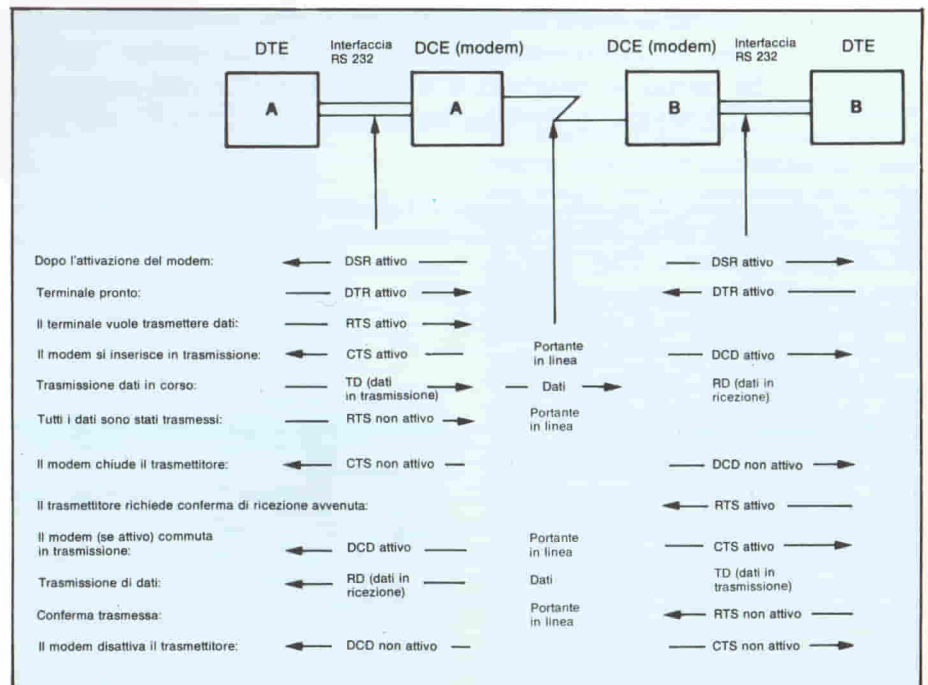 DTE Interfaccia RS 232 DCE (modem) DCE (modem) Interfaccia RS 232 DTE
A A B B
Dopo l'attivazione del modem: DSR attivo DSR attivo
Terminale pronto: DTR attivo DTR attivo
Il terminale vuole trasmettere dati: RTS attivo
Il modem si inserisce in trasmissione: CTS attivo Portante in linea DCD attivo
Trasmissione dati in corso: TD (dati in trasmissione) Dati RD (dati in ricezione)
Tutti i dati sono stati trasmessi: RTS non attivo Portante in linea
Il modem chiude il trasmettitore: CTS non attivo DCD non attivo
Il trasmettitore richiede conferma di ricezione avvenuta: RTS attivo
Il modem (se attivo) commuta in trasmissione: DCD attivo Portante in linea CTS attivo
Trasmissione di dati: RD (dati in ricezione) Dati TD (dati in trasmissione)
Conferma trasmessa: Portante in linea RTS non attivo
Il modem disattiva il trasmettitore: DCD non attivo CTS non attivo